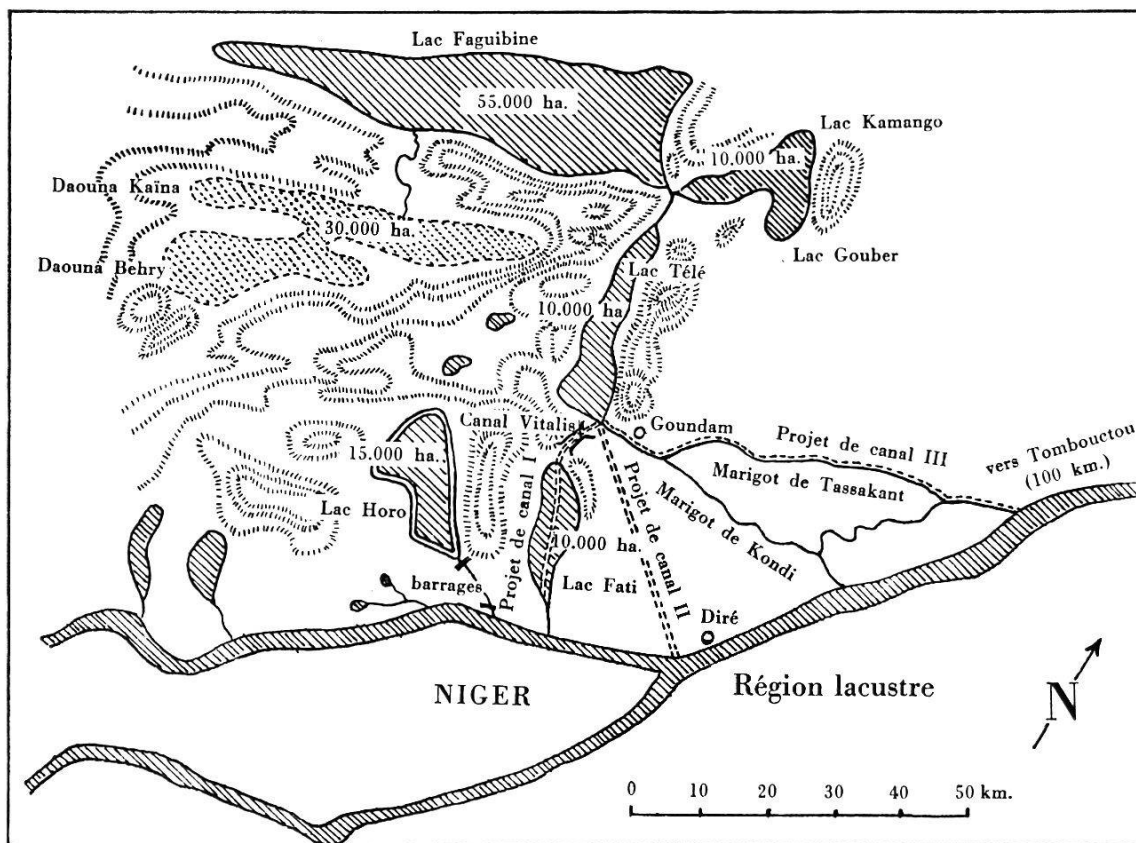 Lac Faguibine
55.000 ha.
Lac Kamango
10.000 ha.
Daouna Kaïna
30.000 ha.
Lac Gouber
Daouna Behry
Lac Télé
10.000 ha.
Canal Vitalis
Goundam
Projet de canal III
vers Tombouctou
(100 km.)
15.000 ha.
Marigot de Tassakant
Lac Horo
Projet de canal I
Projet de canal II
Marigot de Kondi
10.000 ha.
barrages
Lac Fati
Diré
NIGER
Région lacustre
N
0 10 20 30 40 50 km.